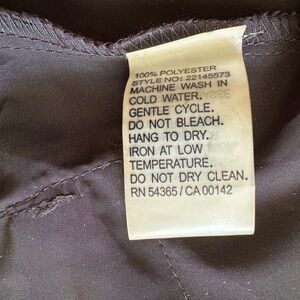 100% POLYESTER
STYLE NO: 22145573
MACHINE WASH IN
COLD WATER.
GENTLE CYCLE.
DO NOT BLEACH.
HANG TO DRY.
IRON AT LOW
TEMPERATURE.
DO NOT DRY CLEAN.
RN 54365 / CA 00142